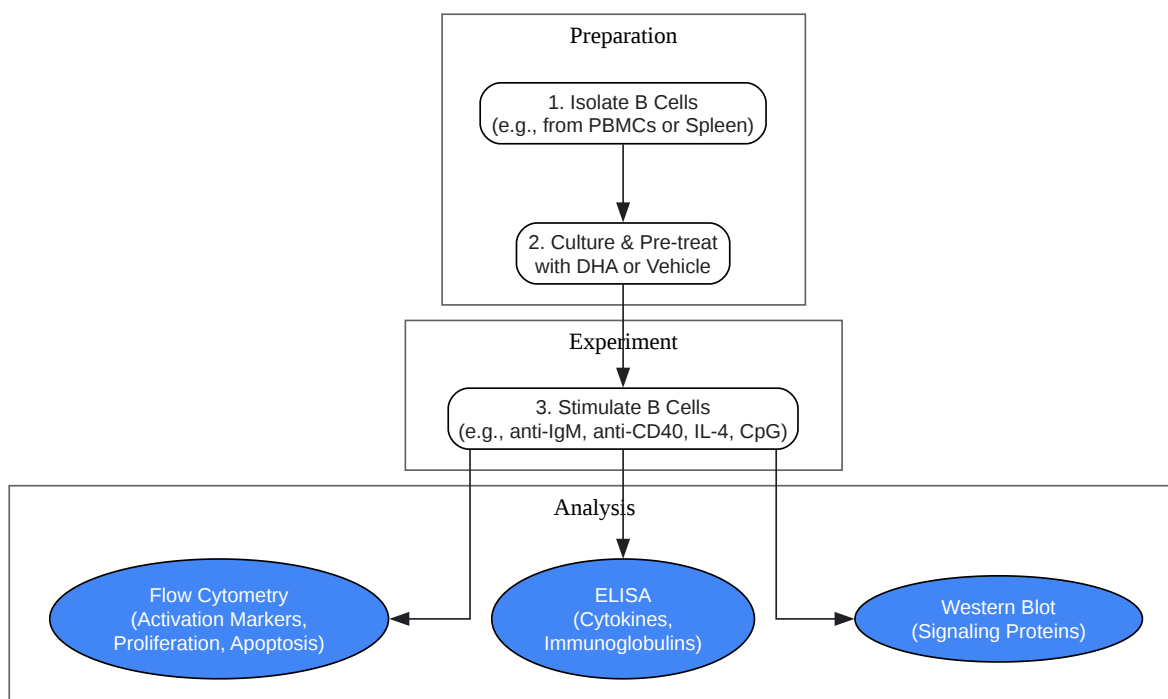 Preparation
1. Isolate B Cells
(e.g., from PBMCs or Spleen)
2. Culture & Pre-treat
with DHA or Vehicle
Experiment
3. Stimulate B Cells
(e.g., anti-IgM, anti-CD40, IL-4, CpG)
Analysis
Flow Cytometry
(Activation Markers,
Proliferation, Apoptosis)
ELISA
(Cytokines,
Immunoglobulins)
Western Blot
(Signaling Proteins)